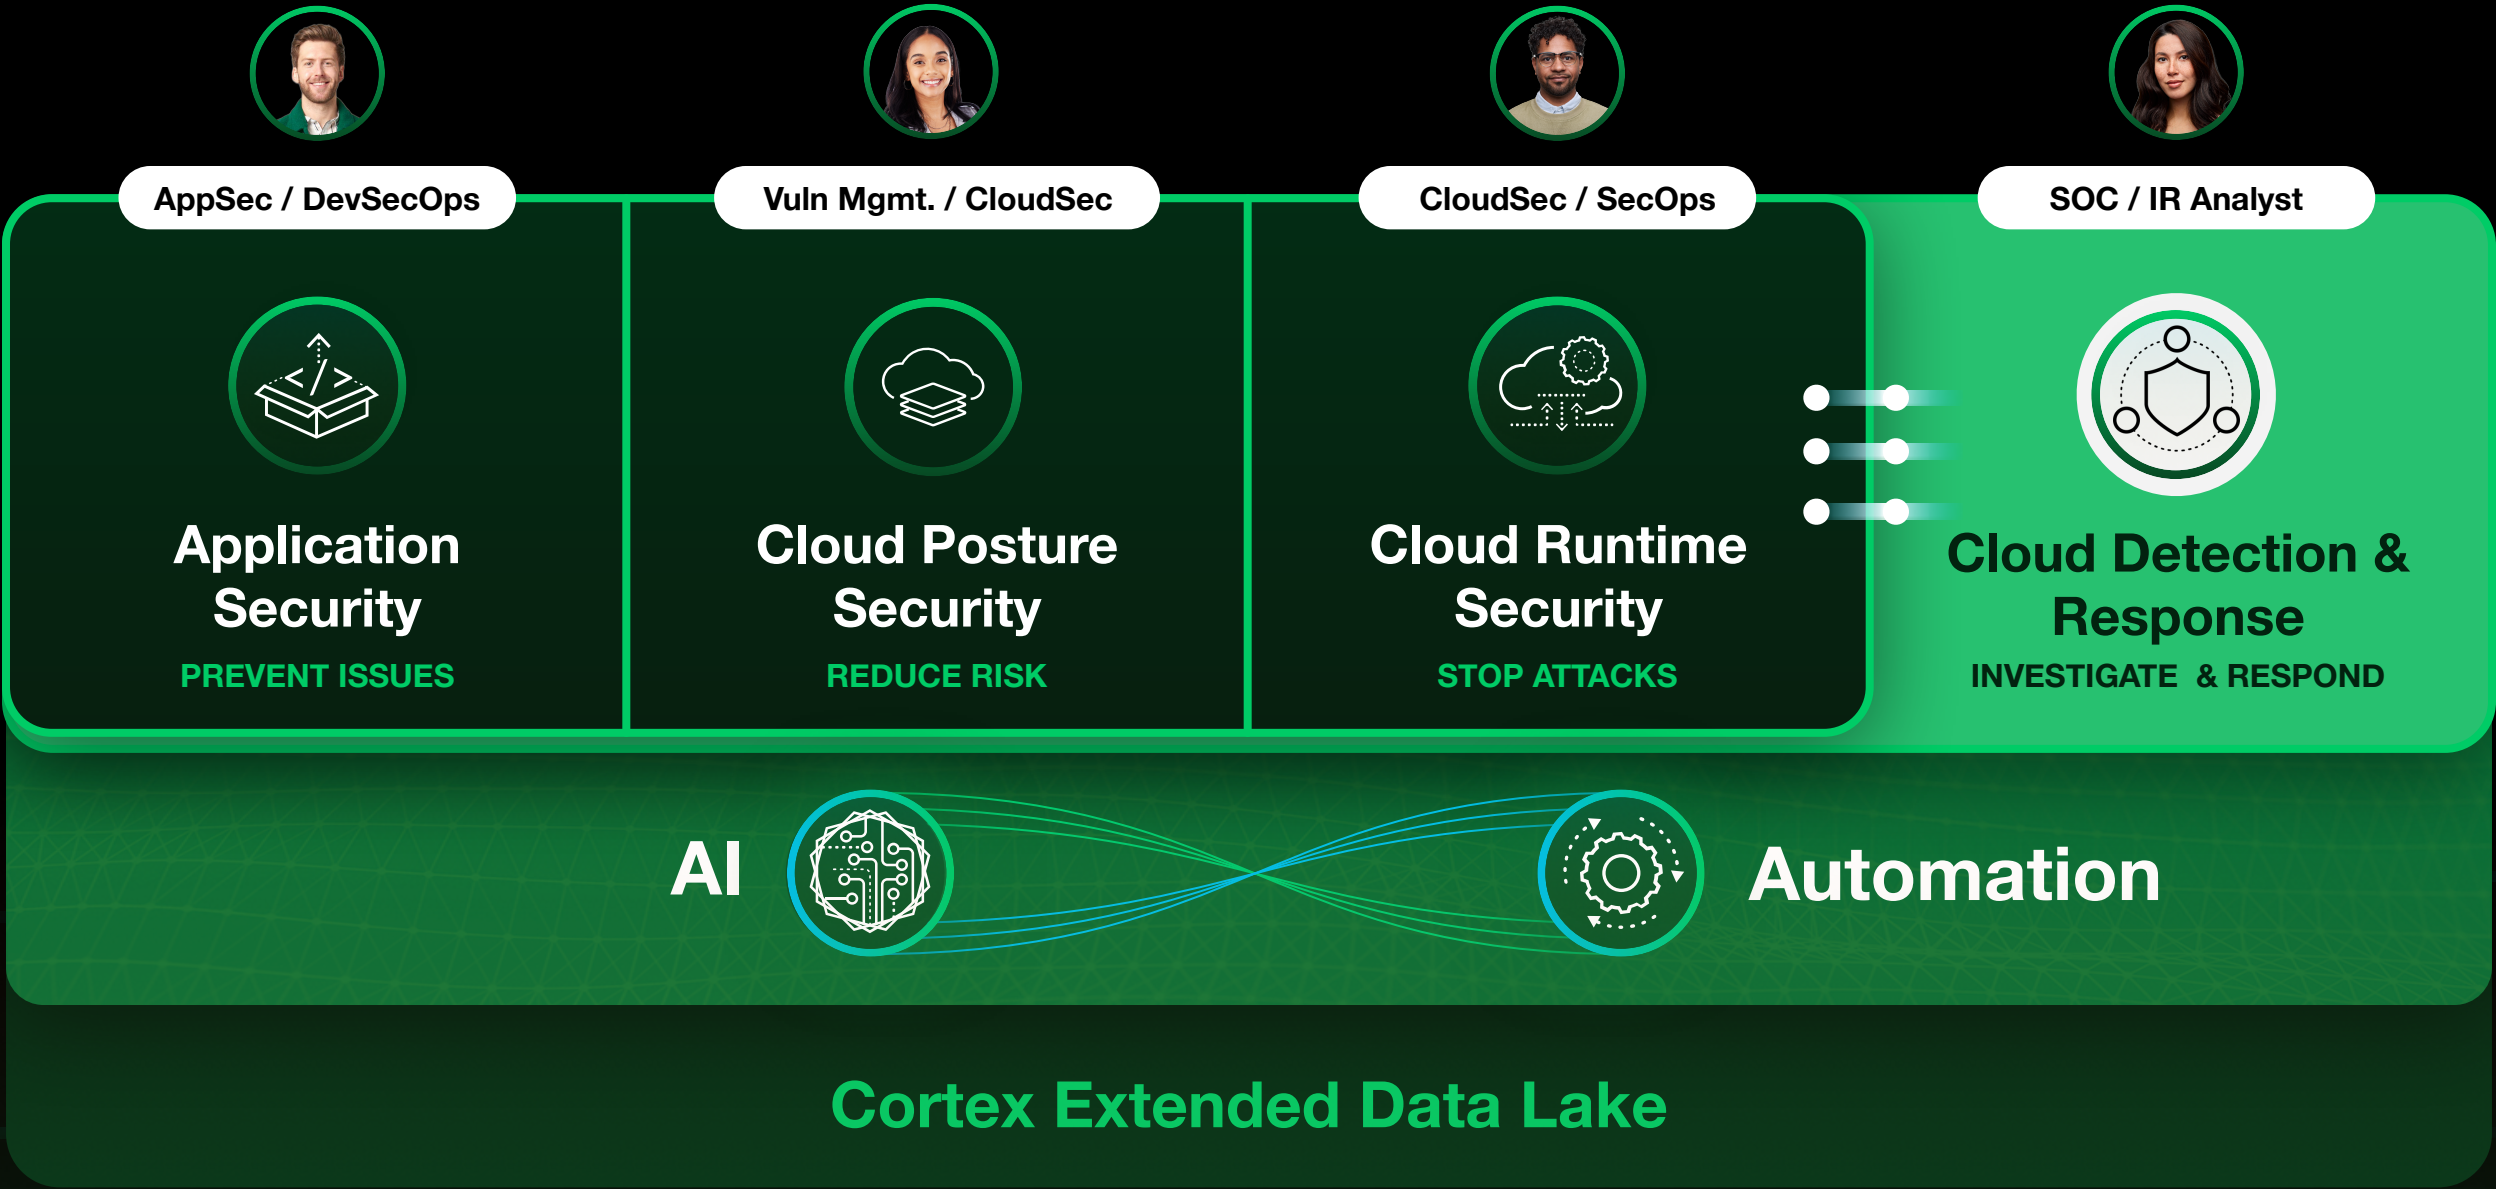 AppSec / DevSecOps
Vuln Mgmt. / CloudSec
CloudSec / SecOps
SOC / IR Analyst
Application
Security
PREVENT ISSUES
Cloud Posture
Security
REDUCE RISK
Cloud Runtime
Security
STOP ATTACKS
Cloud Detection &
Response
INVESTIGATE & RESPOND
AI
Automation
Cortex Extended Data Lake